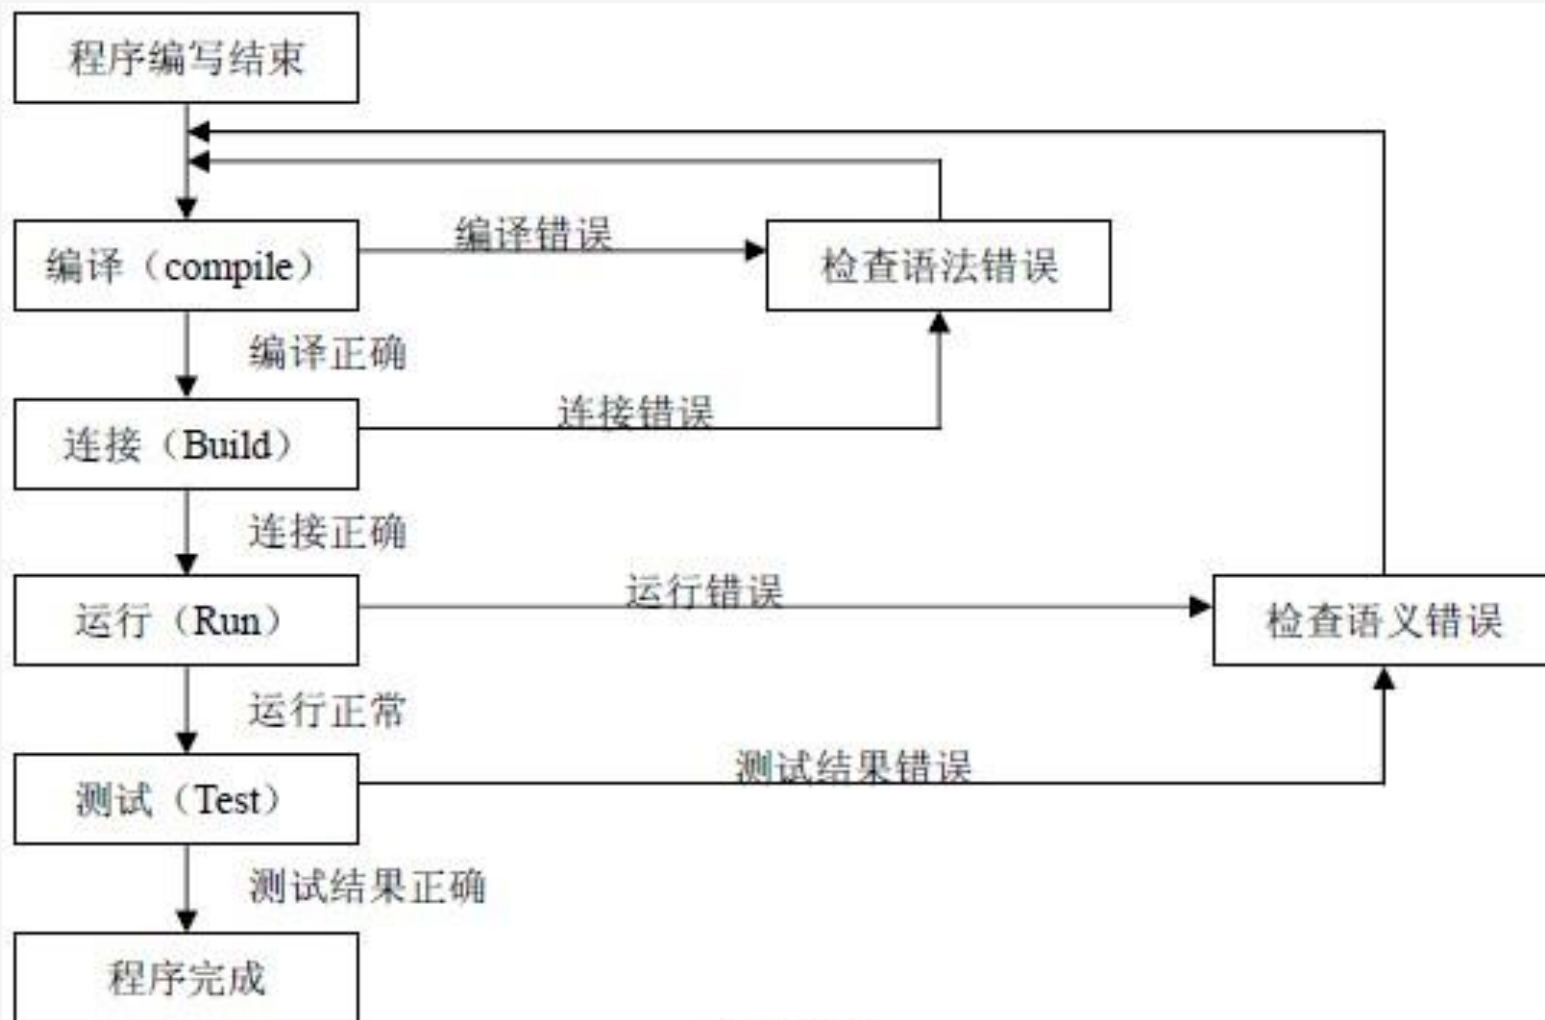 程序编写结束
编译错误
编译（compile）
检查语法错误
编译正确
连接错误
连接（Build）
连接正确
运行错误
运行（Run）
检查语义错误
运行正常
测试结果错误
测试（Test）
测试结果正确
程序完成